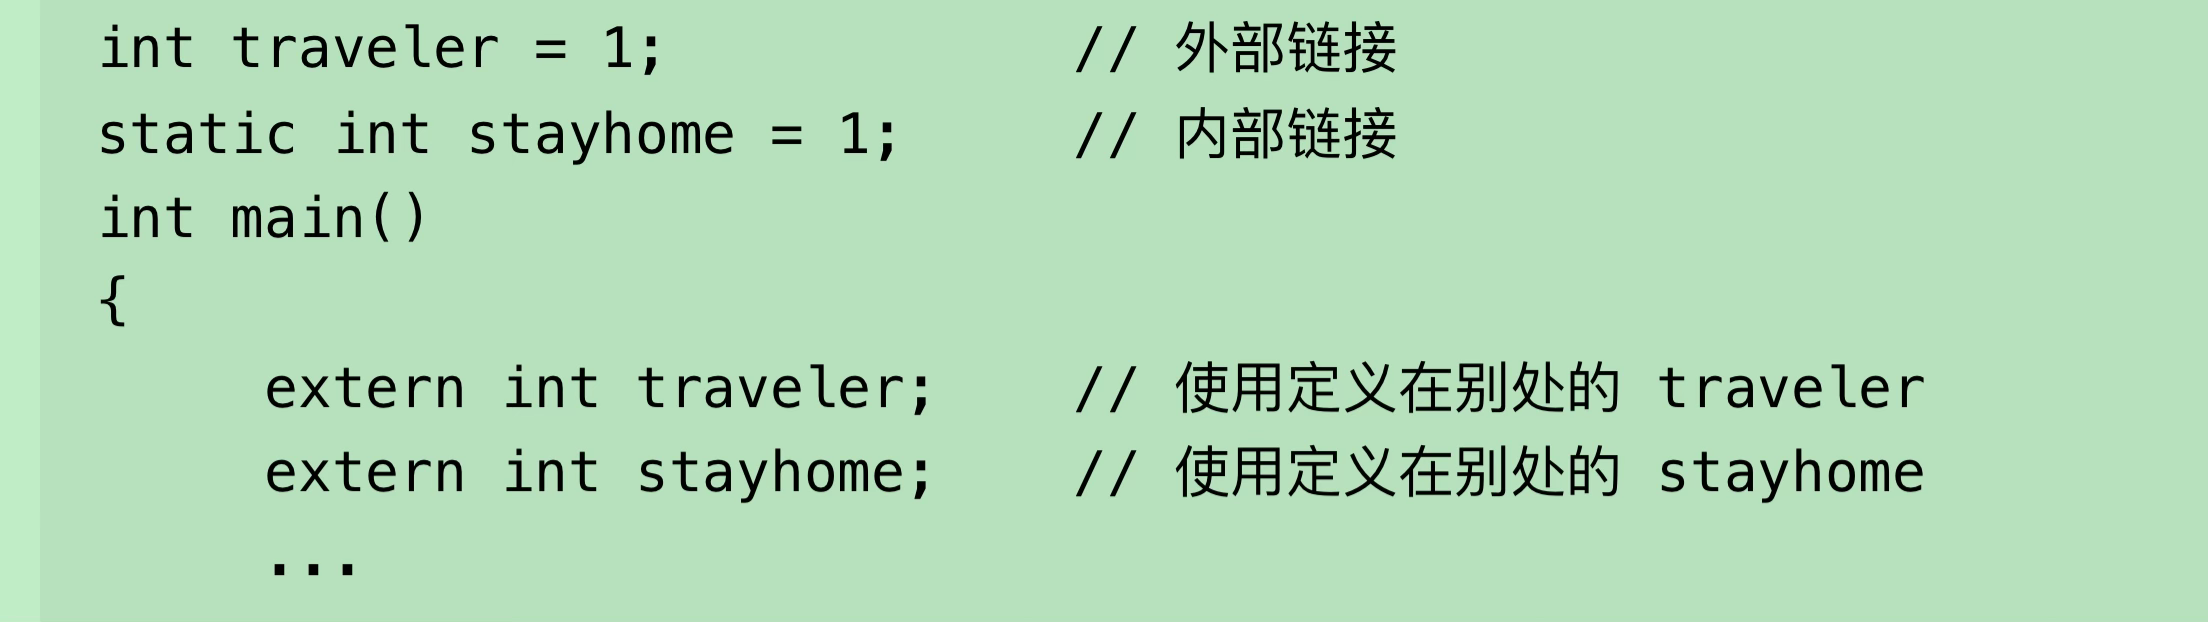 int traveler = 1;             // 外部链接
static int stayhome = 1;      // 内部链接
int main()
{
     extern int traveler;     // 使用定义在别处的 traveler
     extern int stayhome;     // 使用定义在别处的 stayhome
     ...